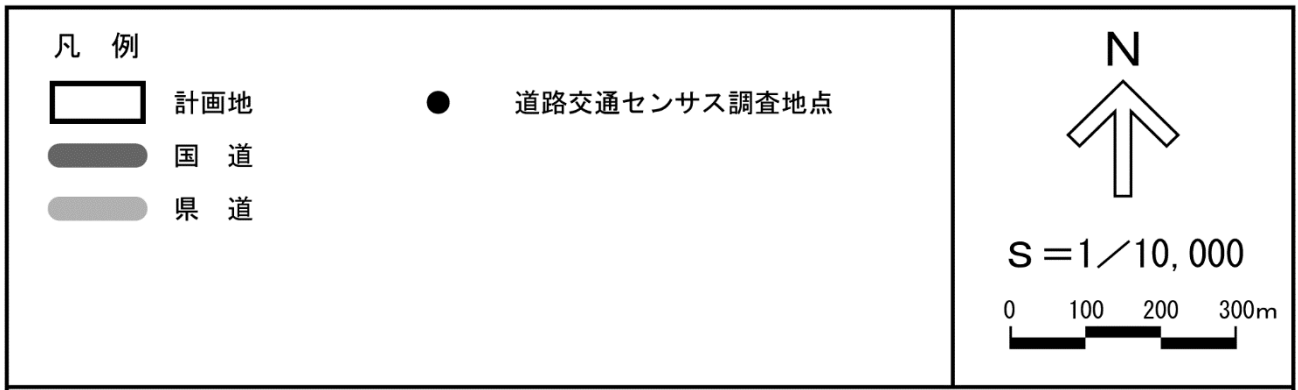 凡 例
計画地
道路交通センサス調査地点
国 道
県 道
N
S=1/10,000
0 100 200 300m